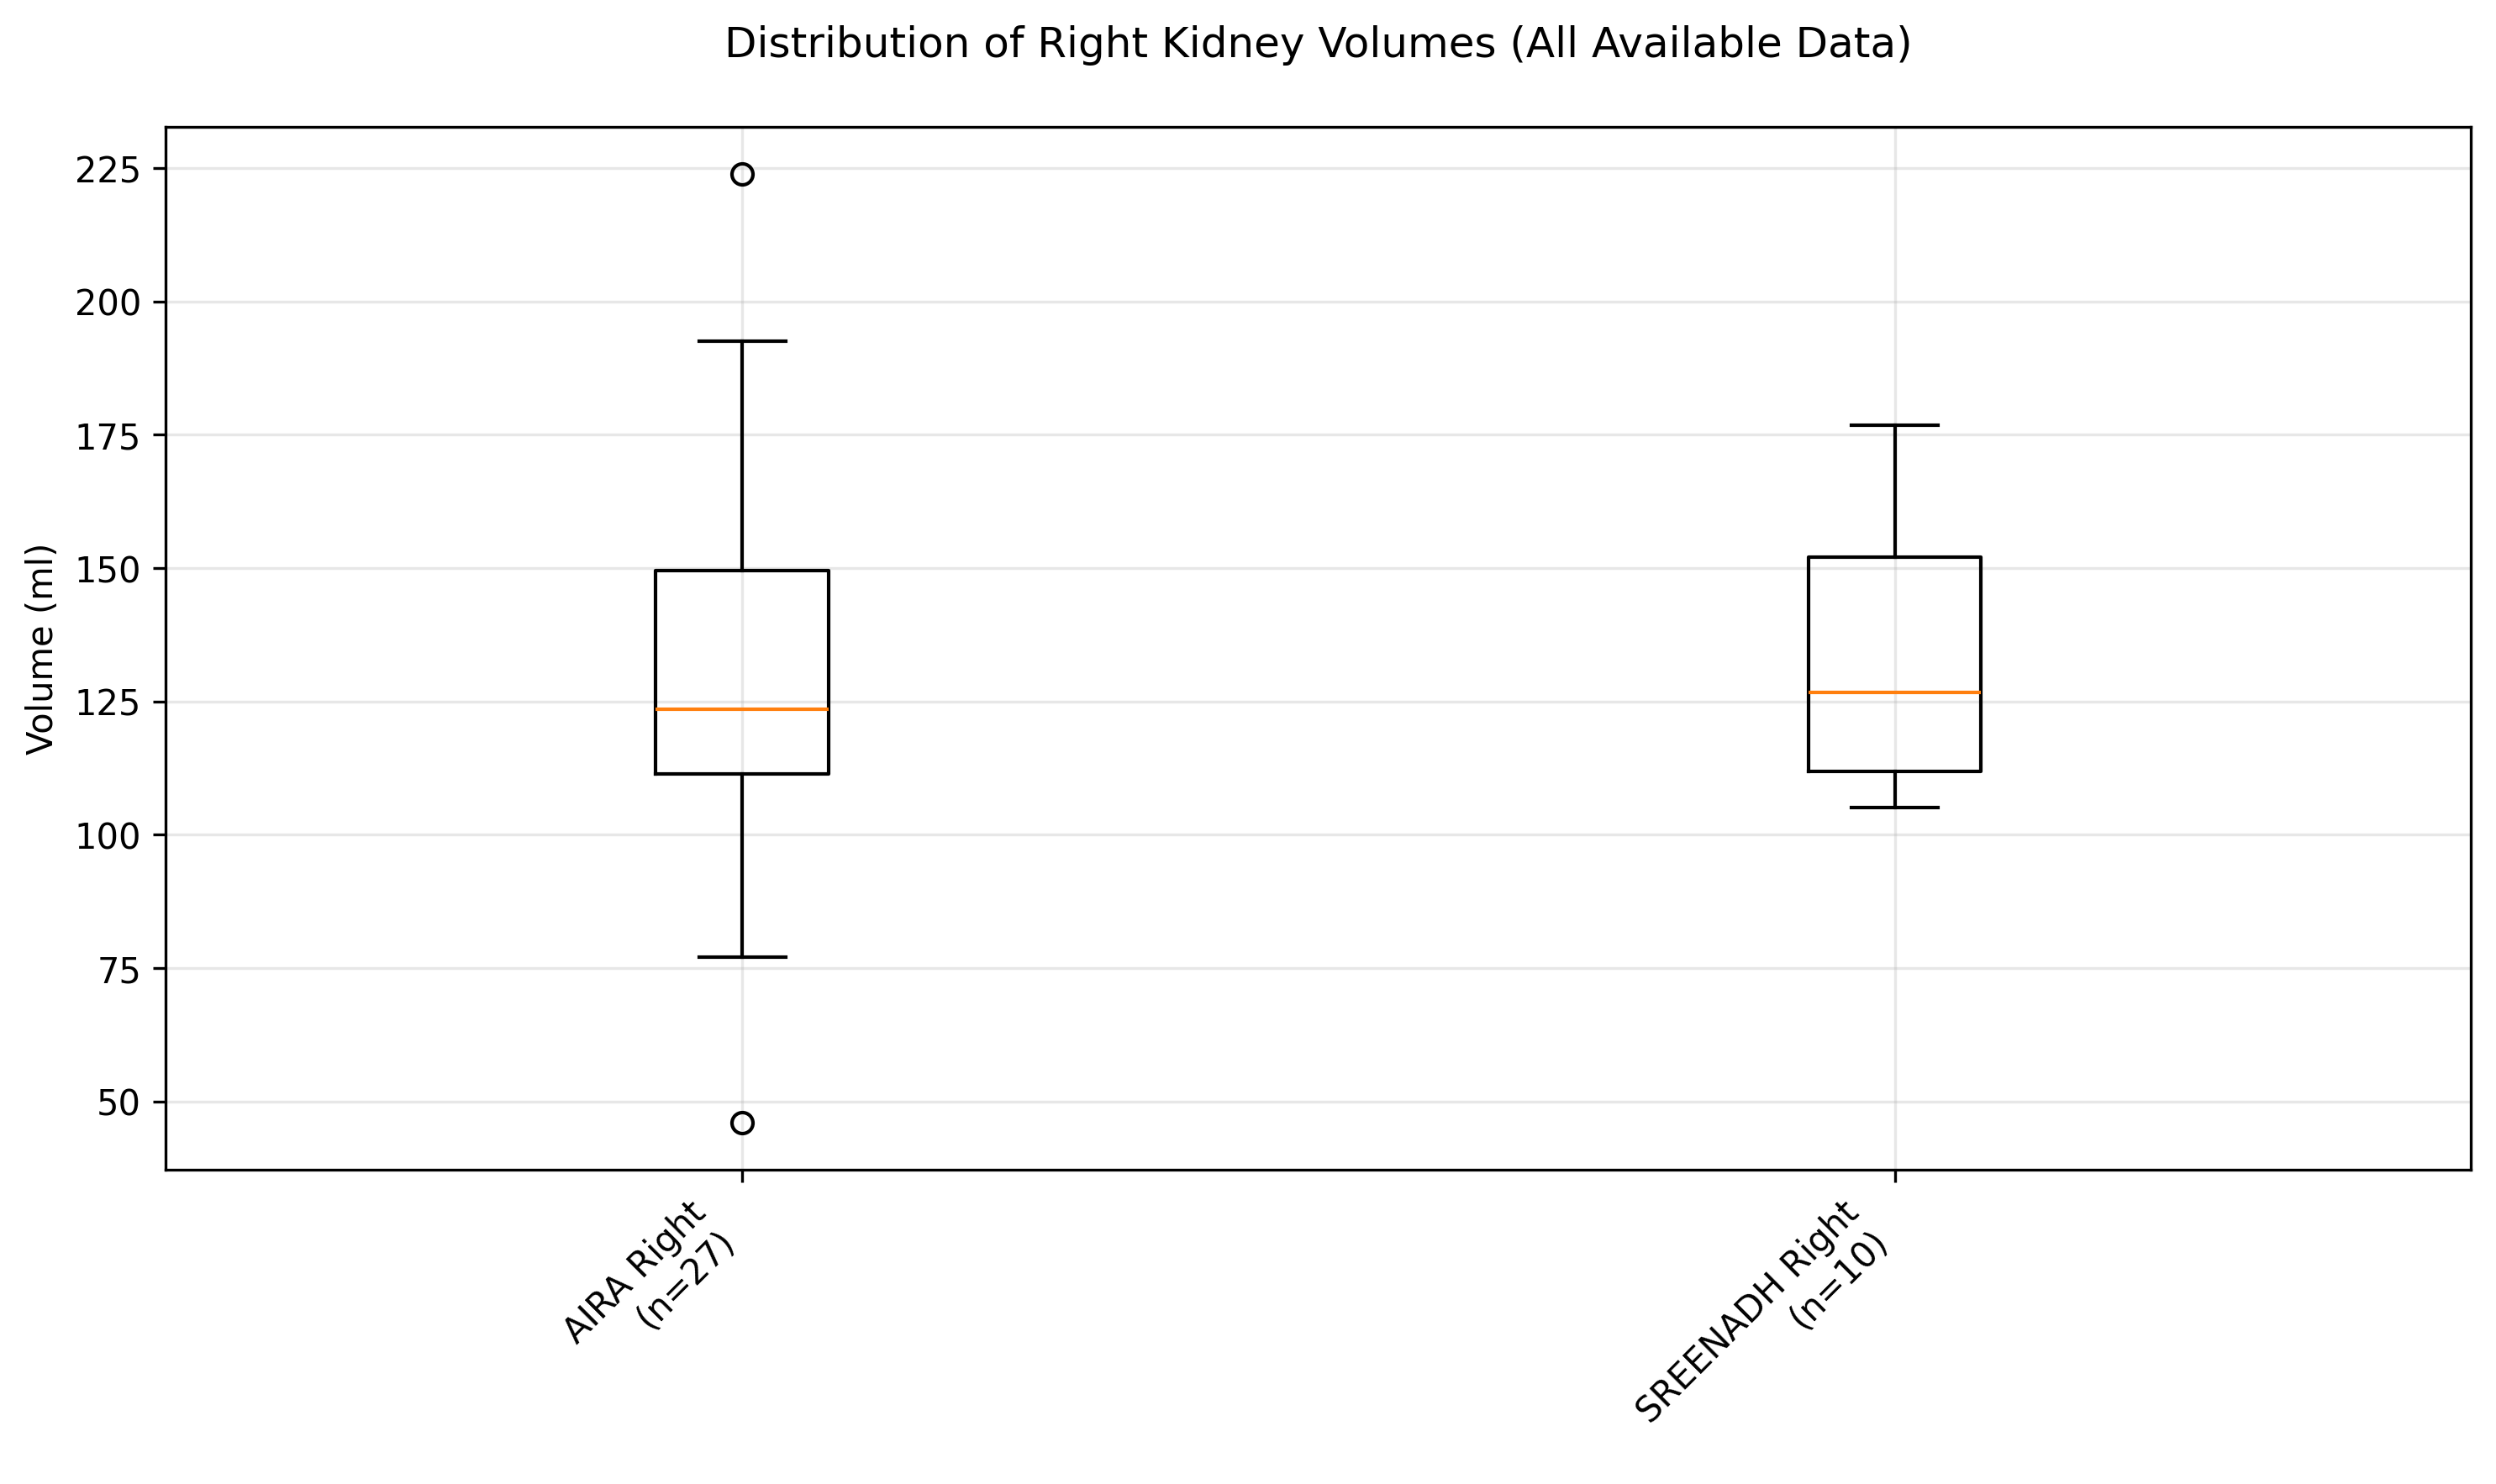 Distribution of Right Kidney Volumes (All Available Data)
Volume (ml)
225
200
175
150
125
100
75
50
AIRA Right
(n=27)
SREENADH Right
(n=10)